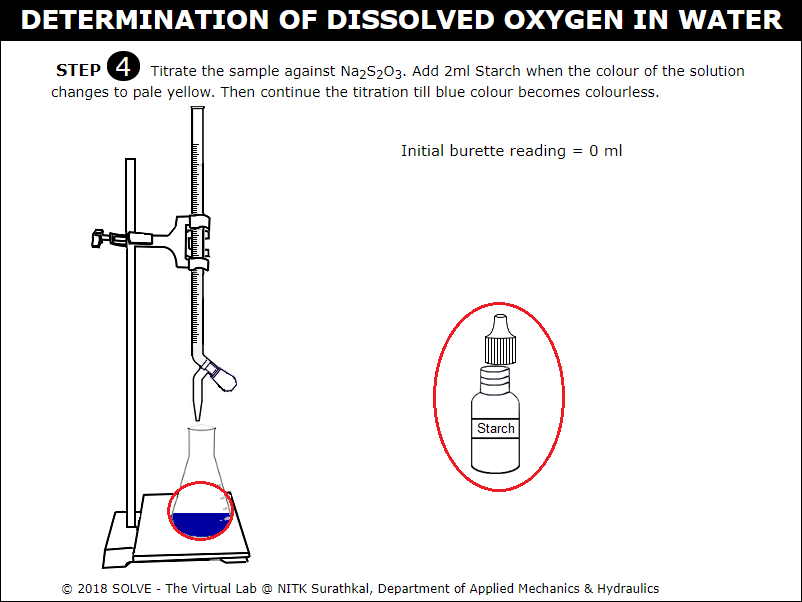 DETERMINATION OF DISSOLVED OXYGEN IN WATER
STEP 4 Titrate the sample against Na₂S₂O₃. Add 2ml Starch when the colour of the solution
changes to pale yellow. Then continue the titration till blue colour becomes colourless.
Initial burette reading = 0 ml
Starch
© 2018 SOLVE - The Virtual Lab @ NITK Surathkal, Department of Applied Mechanics & Hydraulics